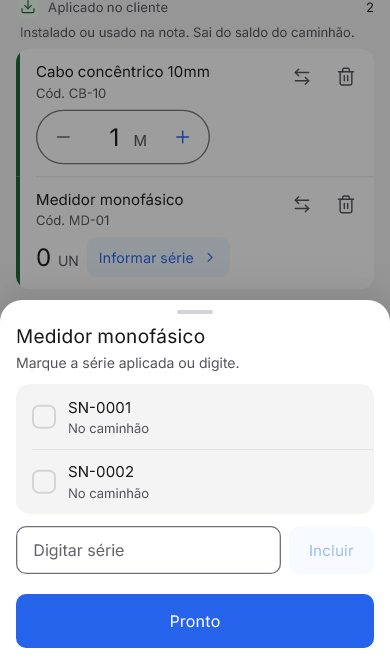 Aplicado no cliente 2
Instalado ou usado na nota. Sai do saldo do caminhão.
Cabo concêntrico 10mm
Cód. CB-10
− 1 M +
Medidor monofásico
Cód. MD-01
0 UN Informar série
Medidor monofásico
Marque a série aplicada ou digite.
SN-0001
No caminhão
SN-0002
No caminhão
Digitar série Incluir
Pronto